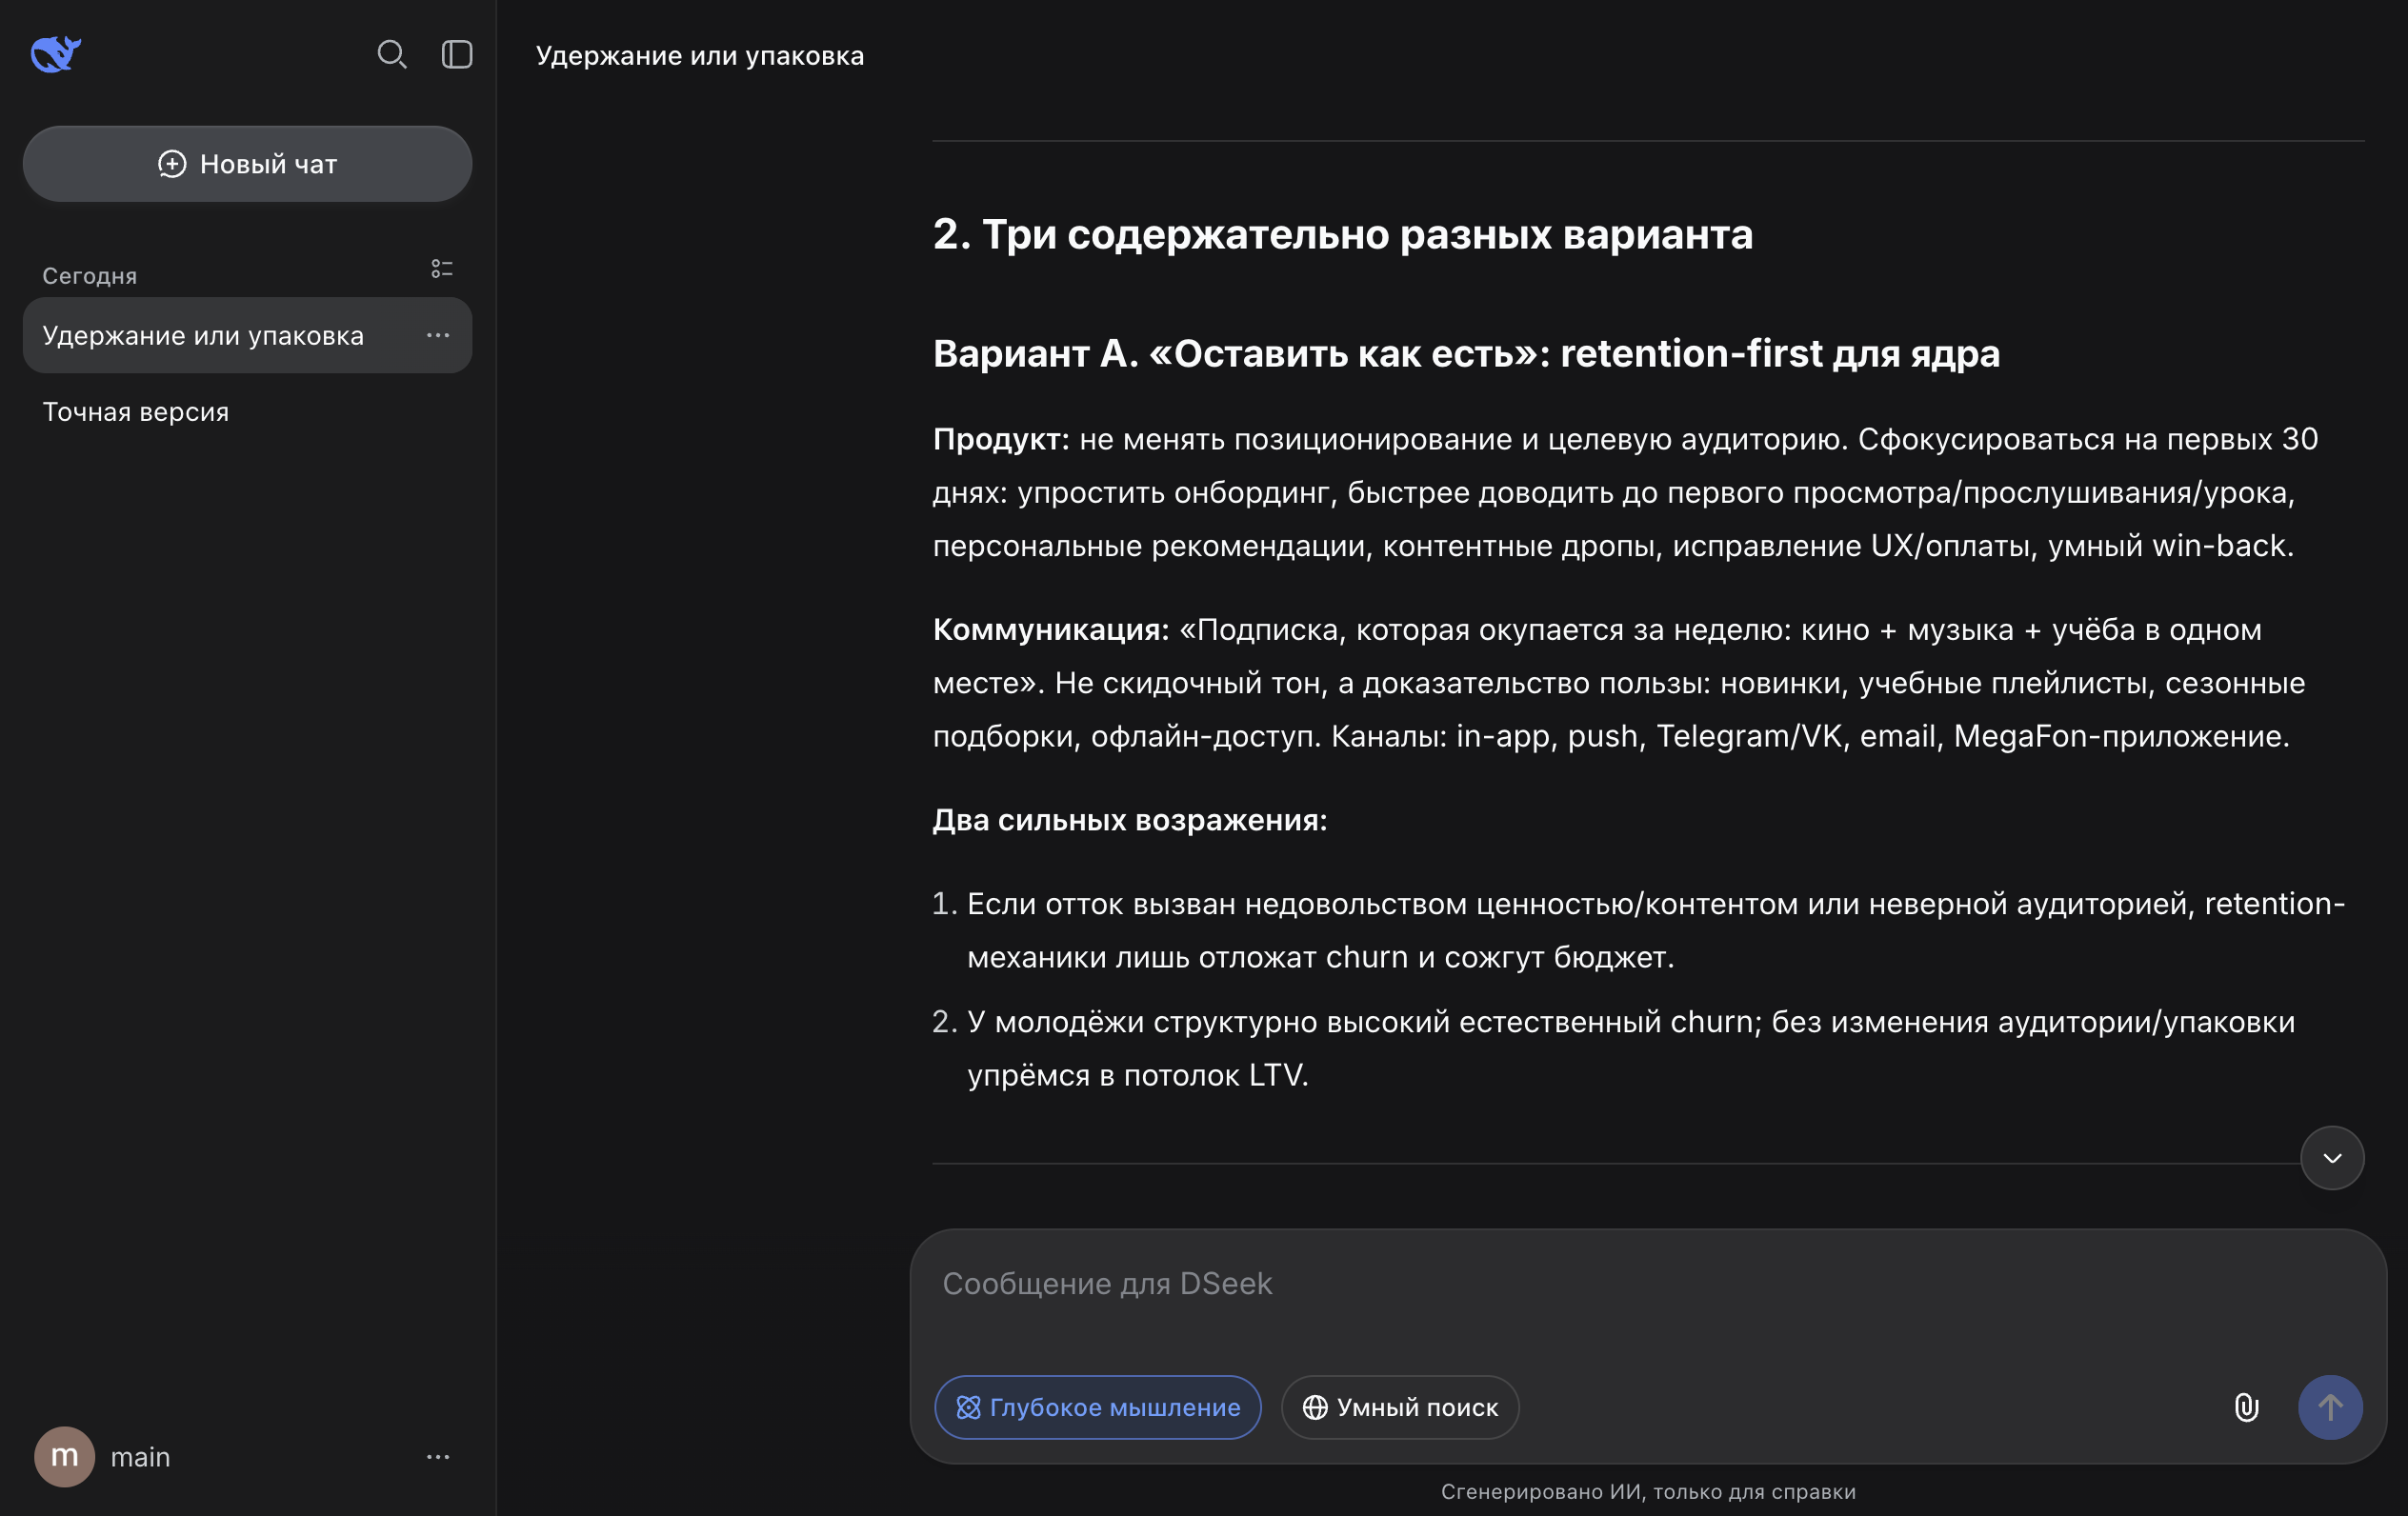 Удержание или упаковка
Новый чат
Сегодня
Удержание или упаковка
Точная версия
m
main
2. Три содержательно разных варианта
Вариант A. «Оставить как есть»: retention-first для ядра
Продукт: не менять позиционирование и целевую аудиторию. Сфокусироваться на первых 30
днях: упростить онбординг, быстрее доводить до первого просмотра/прослушивания/урока,
персональные рекомендации, контентные дропы, исправление UX/оплаты, умный win-back.
Коммуникация: «Подписка, которая окупается за неделю: кино + музыка + учёба в одном
месте». Не скидочный тон, а доказательство пользы: новинки, учебные плейлисты, сезонные
подборки, офлайн-доступ. Каналы: in-app, push, Telegram/VK, email, MegaFon-приложение.
Два сильных возражения:
1. Если отток вызван недовольством ценностью/контентом или неверной аудиторией, retention-
механики лишь отложат churn и сожгут бюджет.
2. У молодёжи структурно высокий естественный churn; без изменения аудитории/упаковки
упрёмся в потолок LTV.
Сообщение для DSeek
Глубокое мышление
Умный поиск
Сгенерировано ИИ, только для справки